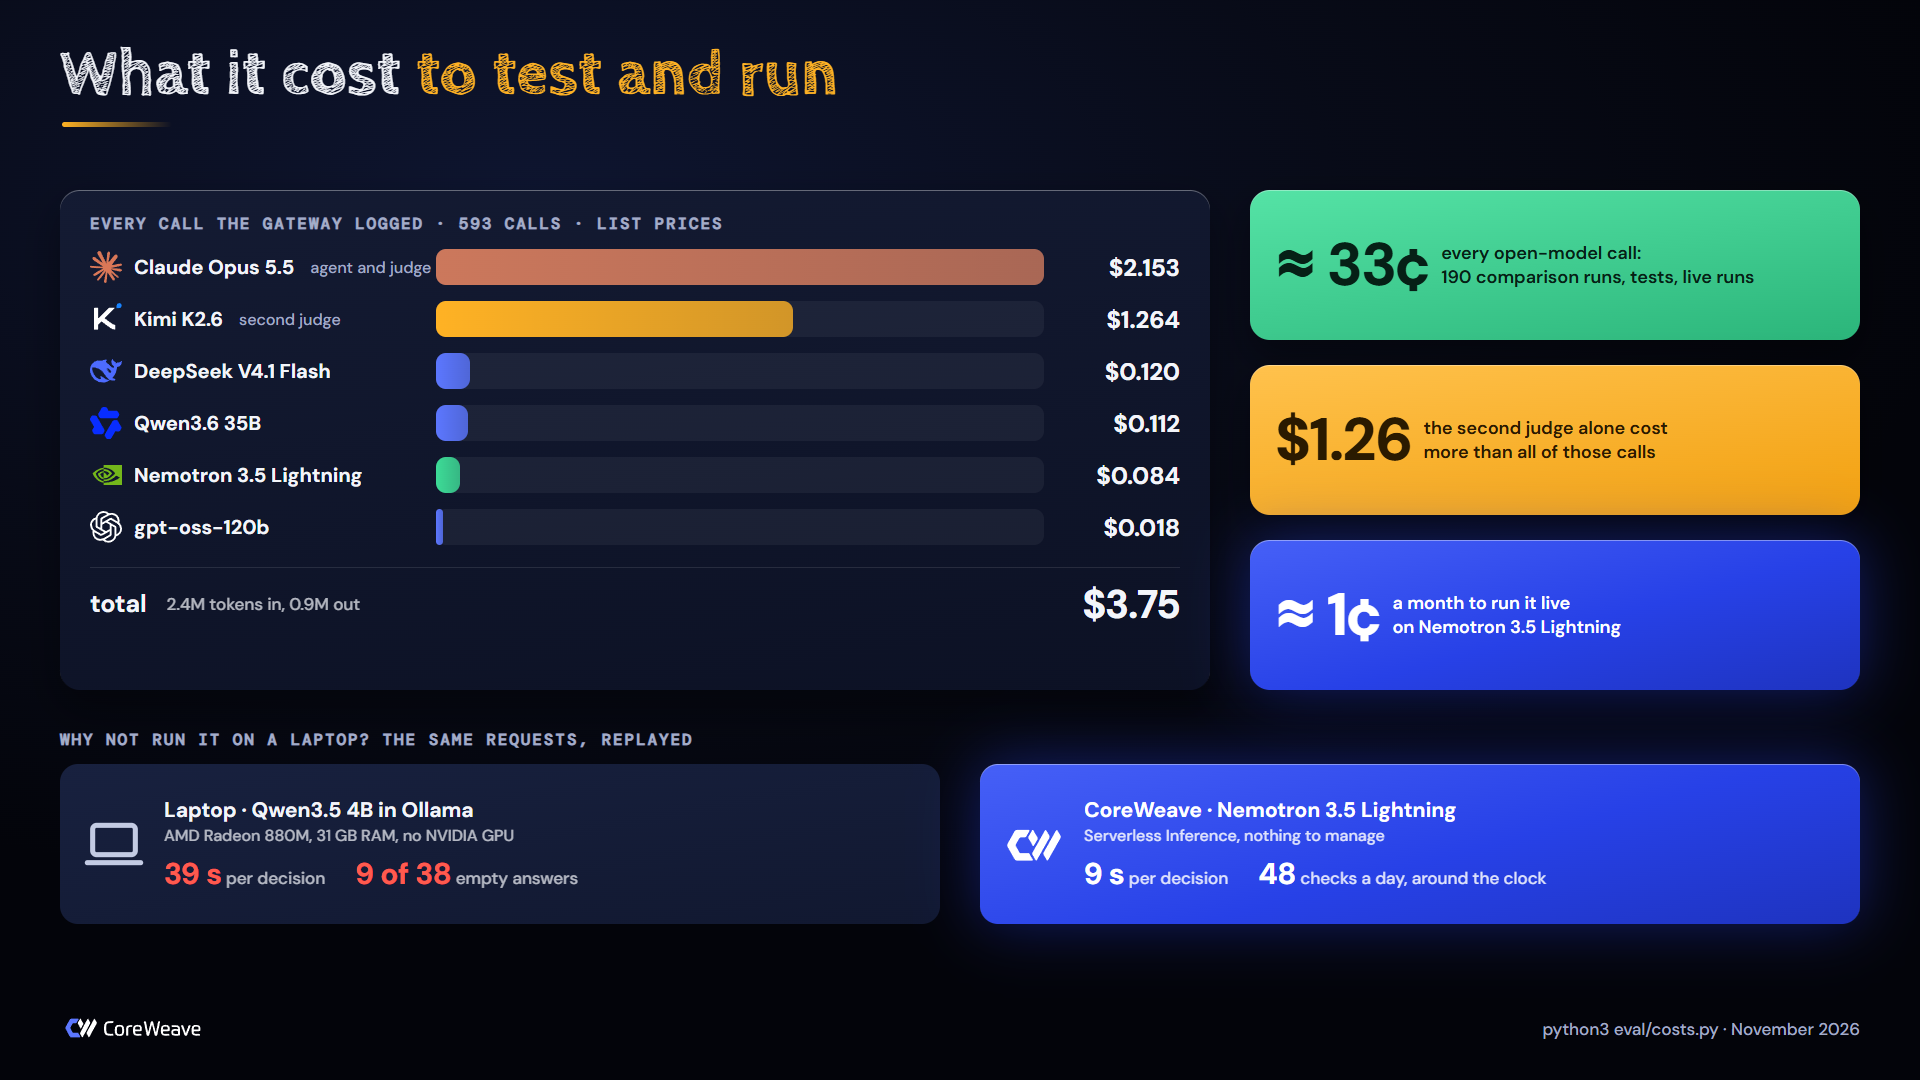 What it cost to test and run
EVERY CALL THE GATEWAY LOGGED · 593 CALLS · LIST PRICES
Claude Opus 5.5 agent and judge $2.153
Kimi K2.6 second judge $1.264
DeepSeek V4.1 Flash $0.120
Qwen3.6 35B $0.112
Nemotron 3.5 Lightning $0.084
gpt-oss-120b $0.018
total 2.4M tokens in, 0.9M out $3.75
≈ 33¢ every open-model call:
190 comparison runs, tests, live runs
$1.26 the second judge alone cost
more than all of those calls
≈ 1¢ a month to run it live
on Nemotron 3.5 Lightning
WHY NOT RUN IT ON A LAPTOP? THE SAME REQUESTS, REPLAYED
Laptop · Qwen3.5 4B in Ollama
AMD Radeon 880M, 31 GB RAM, no NVIDIA GPU
39 s per decision 9 of 38 empty answers
CoreWeave · Nemotron 3.5 Lightning
Serverless Inference, nothing to manage
9 s per decision 48 checks a day, around the clock
CoreWeave
python3 eval/costs.py · November 2026